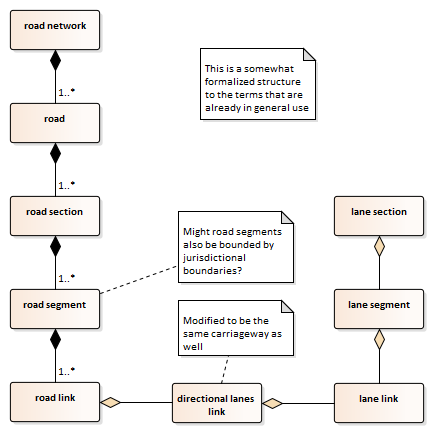 road network
This is a somewhat
formalized structure
to the terms that are
already in general use
1..*
road
1..*
road section
lane section
Might road segments
also be bounded by
jurisdictional
boundaries?
1..*
road segment
lane segment
Modified to be the
same carriageway as
well
1..*
road link
directional lanes
link
lane link